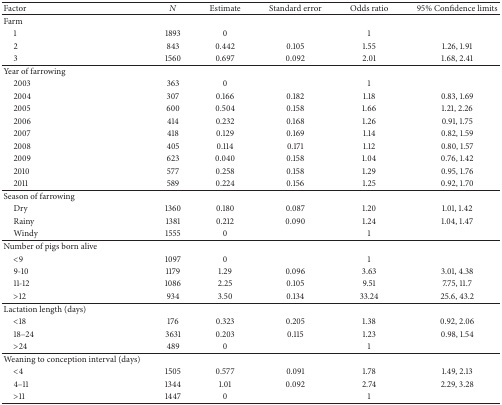 Factor N Estimate Standard error Odds ratio 95% Confidence limits
Farm
1 1893 0 1
2 843 0.442 0.105 1.55 1.26, 1.91
3 1560 0.697 0.092 2.01 1.68, 2.41
Year of farrowing
2003 363 0 1
2004 307 0.166 0.182 1.18 0.83, 1.69
2005 600 0.504 0.158 1.66 1.21, 2.26
2006 414 0.232 0.168 1.26 0.91, 1.75
2007 418 0.129 0.169 1.14 0.82, 1.59
2008 405 0.114 0.171 1.12 0.80, 1.57
2009 623 0.040 0.158 1.04 0.76, 1.42
2010 577 0.258 0.158 1.29 0.95, 1.76
2011 589 0.224 0.156 1.25 0.92, 1.70
Season of farrowing
Dry 1360 0.180 0.087 1.20 1.01, 1.42
Rainy 1381 0.212 0.090 1.24 1.04, 1.47
Windy 1555 0 1
Number of pigs born alive
<9 1097 0 1
9-10 1179 1.29 0.096 3.63 3.01, 4.38
11-12 1086 2.25 0.105 9.51 7.75, 11.7
>12 934 3.50 0.134 33.24 25.6, 43.2
Lactation length (days)
<18 176 0.323 0.205 1.38 0.92, 2.06
18–24 3631 0.203 0.115 1.23 0.98, 1.54
>24 489 0 1
Weaning to conception interval (days)
<4 1505 0.577 0.091 1.78 1.49, 2.13
4–11 1344 1.01 0.092 2.74 2.29, 3.28
>11 1447 0 1